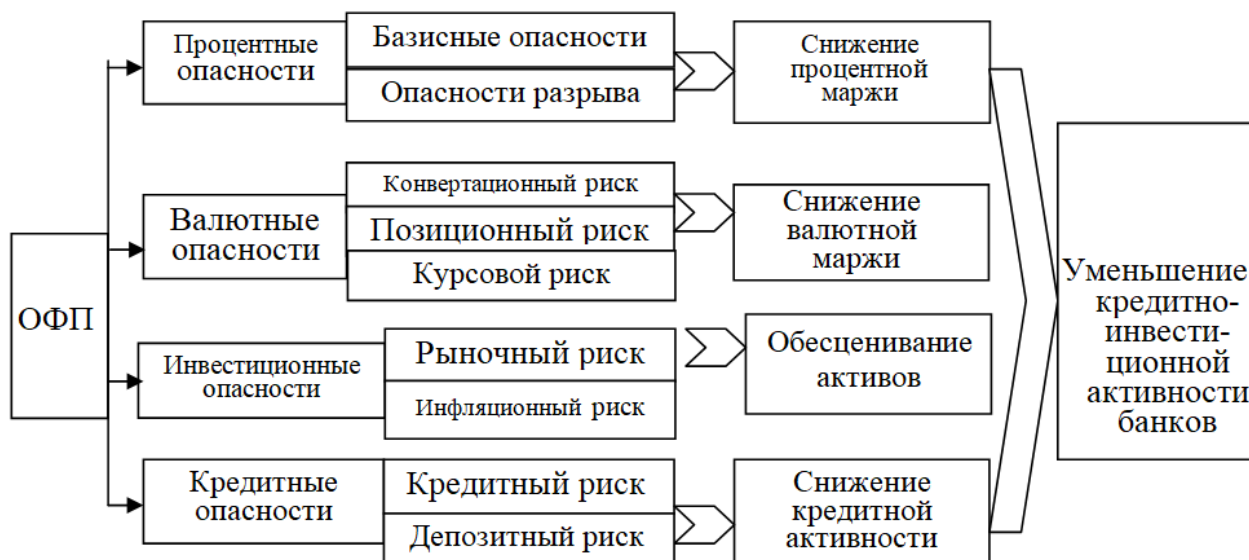 ОФП
Процентные
опасности
Базисные опасности
Опасности разрыва
Снижение
процентной
маржи
Валютные
опасности
Конвертационный риск
Позиционный риск
Курсовой риск
Снижение
валютной
маржи
Инвестиционные
опасности
Рыночный риск
Инфляционный риск
Обесценивание
активов
Кредитные
опасности
Кредитный риск
Депозитный риск
Снижение
кредитной
активности
Уменьшение
кредитно-
инвести-
ционной
активности
банков